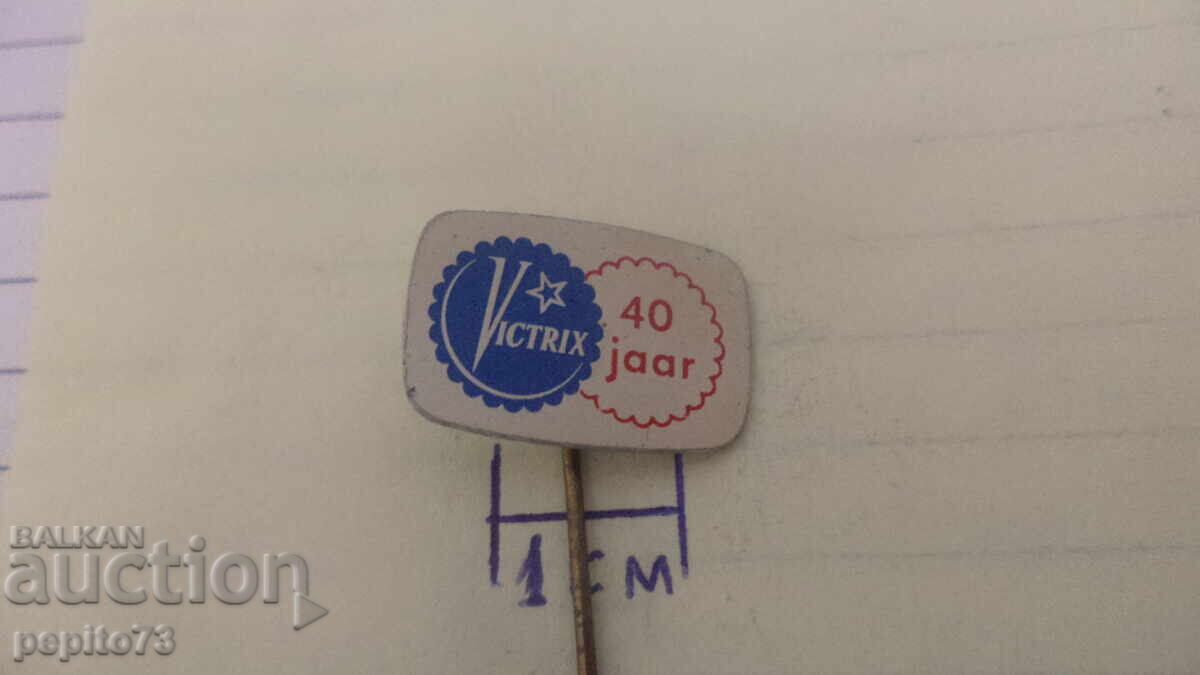 VICTRIX
40
jaar
1 CM
BALKAN
auction
pepito73